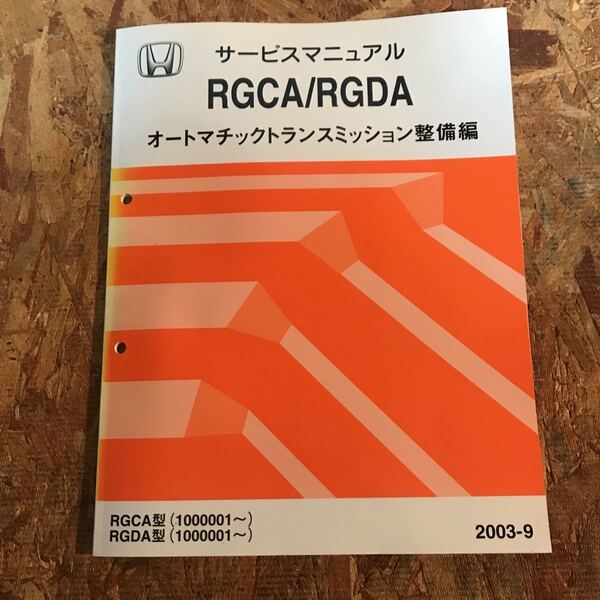 サービスマニュアル
RGCA/RGDA
オートマチックトランスミッション整備編
RGCA型(1000001〜)
RGDA型(1000001〜)
2003-9